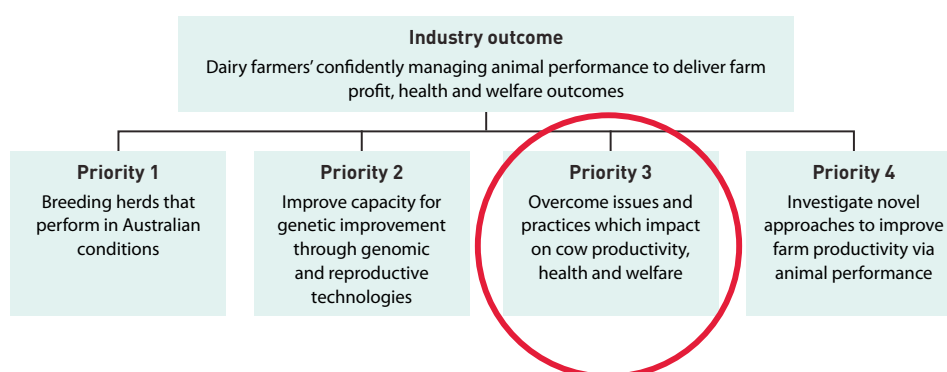 Industry outcome
Dairy farmers' confidently managing animal performance to deliver farm
profit, health and welfare outcomes
Priority 1
Breeding herds that
perform in Australian
conditions
Priority 2
Improve capacity for
genetic improvement
through genomic
and reproductive
technologies
Priority 3
Overcome issues and
practices which impact
on cow productivity,
health and welfare
Priority 4
Investigate novel
approaches to improve
farm productivity via
animal performance